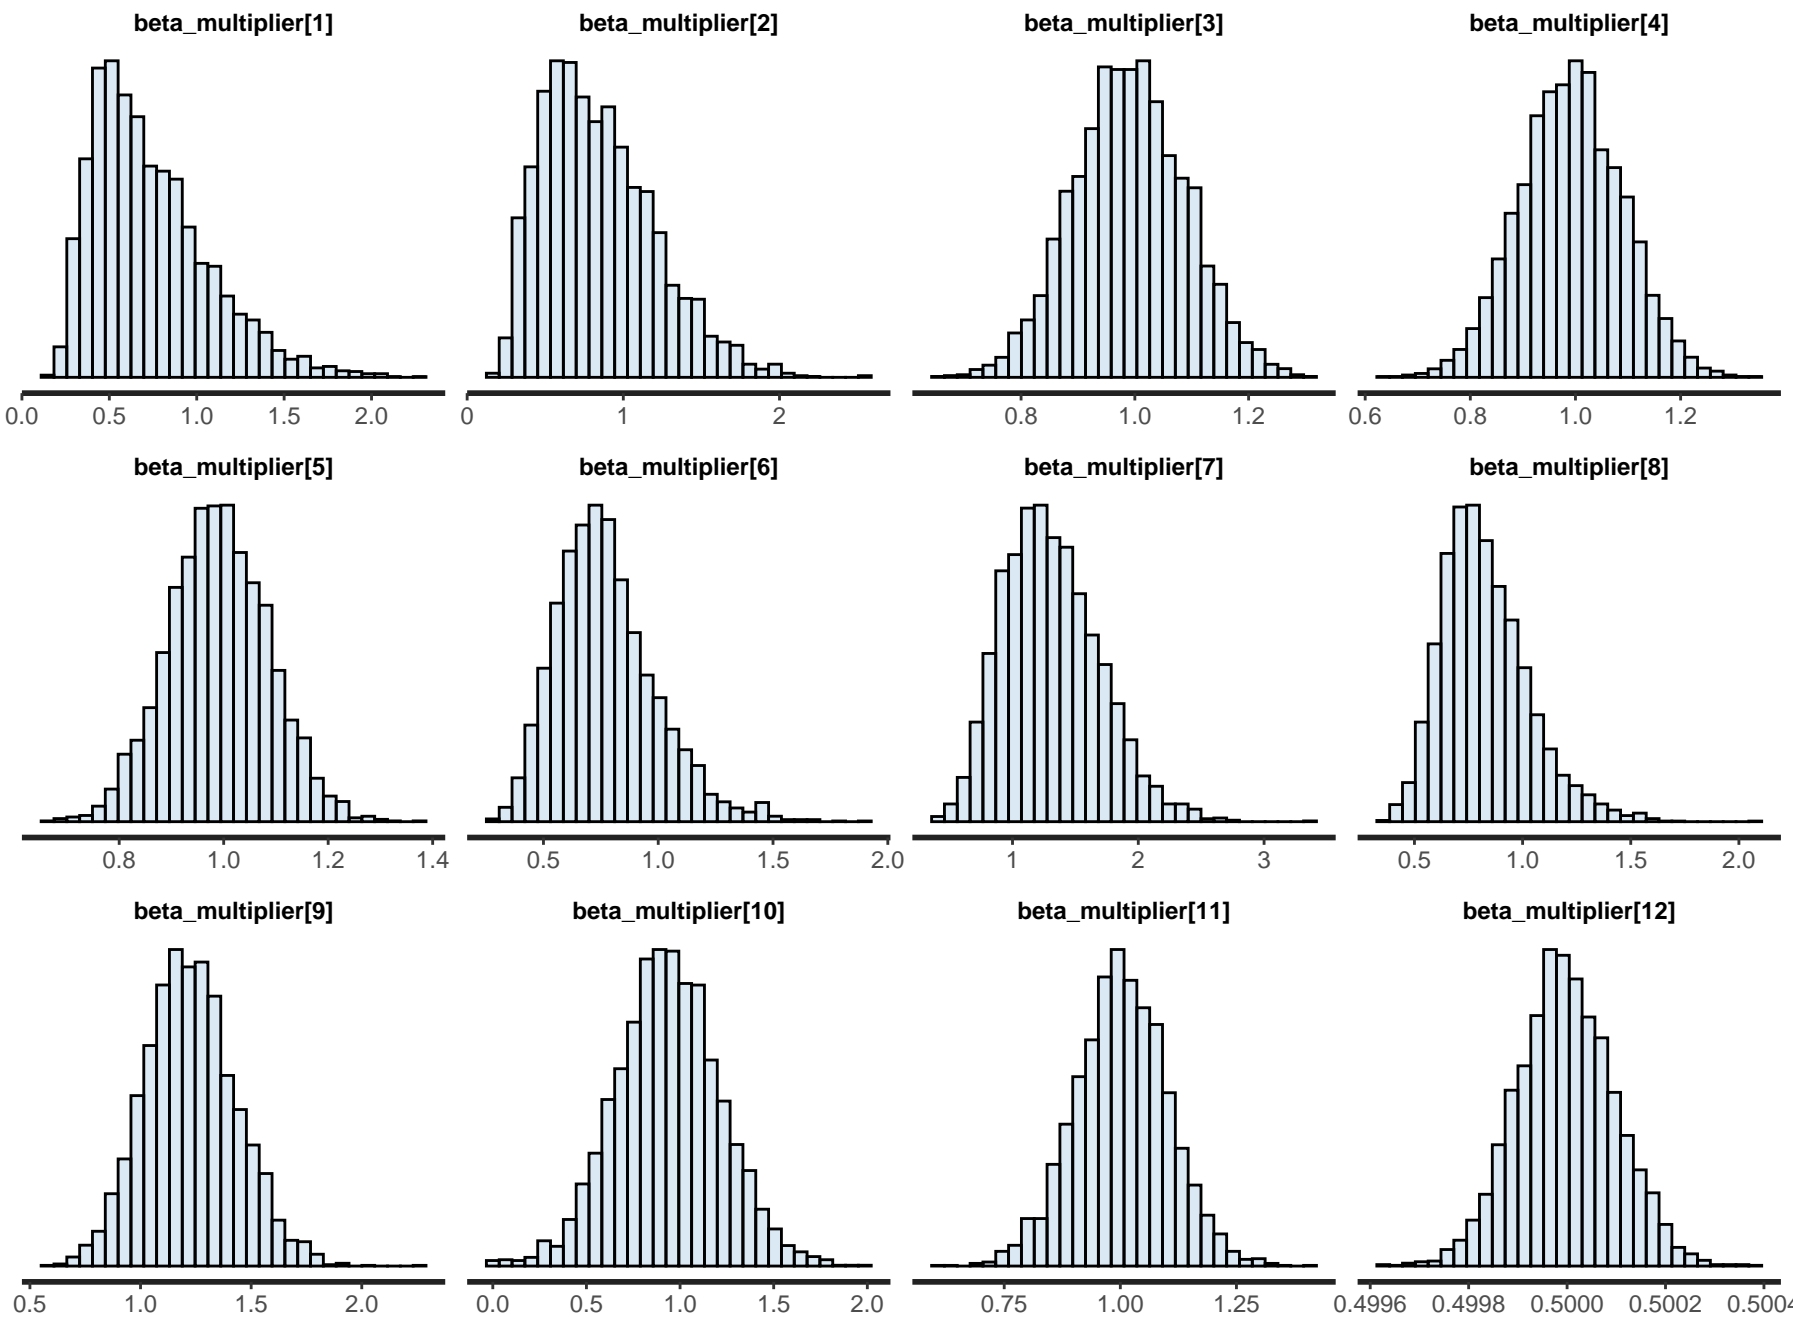 beta_multiplier[1] beta_multiplier[2] beta_multiplier[3] beta_multiplier[4]
0.0 0.5 1.0 1.5 2.0 0 1 2 0.8 1.0 1.2 0.6 0.8 1.0 1.2
beta_multiplier[5] beta_multiplier[6] beta_multiplier[7] beta_multiplier[8]
0.8 1.0 1.2 1.4 0.5 1.0 1.5 2.0 1 2 3 0.5 1.0 1.5 2.0
beta_multiplier[9] beta_multiplier[10] beta_multiplier[11] beta_multiplier[12]
0.5 1.0 1.5 2.0 0.0 0.5 1.0 1.5 2.0 0.75 1.00 1.25 0.4996 0.4998 0.5000 0.5002 0.5004